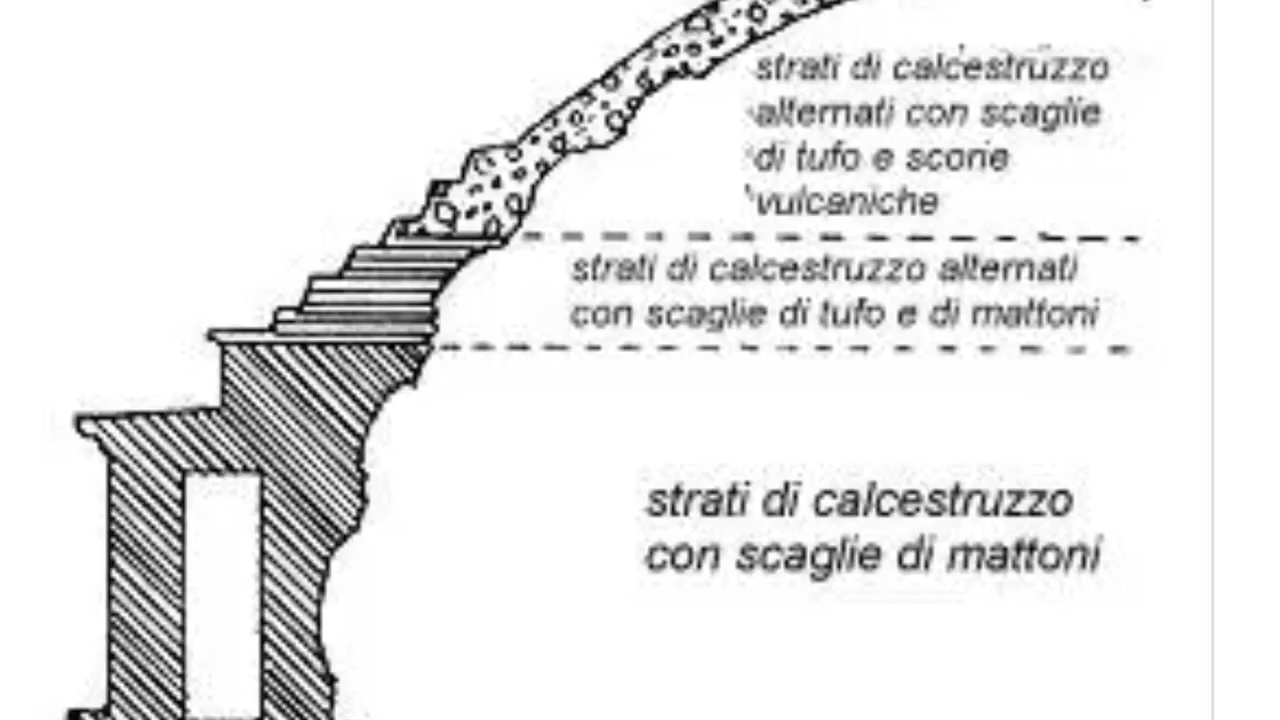 strati di calcestruzzo
alternati con scaglie
di tufo e scorie
vulcaniche
strati di calcestruzzo alternati
con scaglie di tufo e di mattoni
strati di calcestruzzo
con scaglie di mattoni